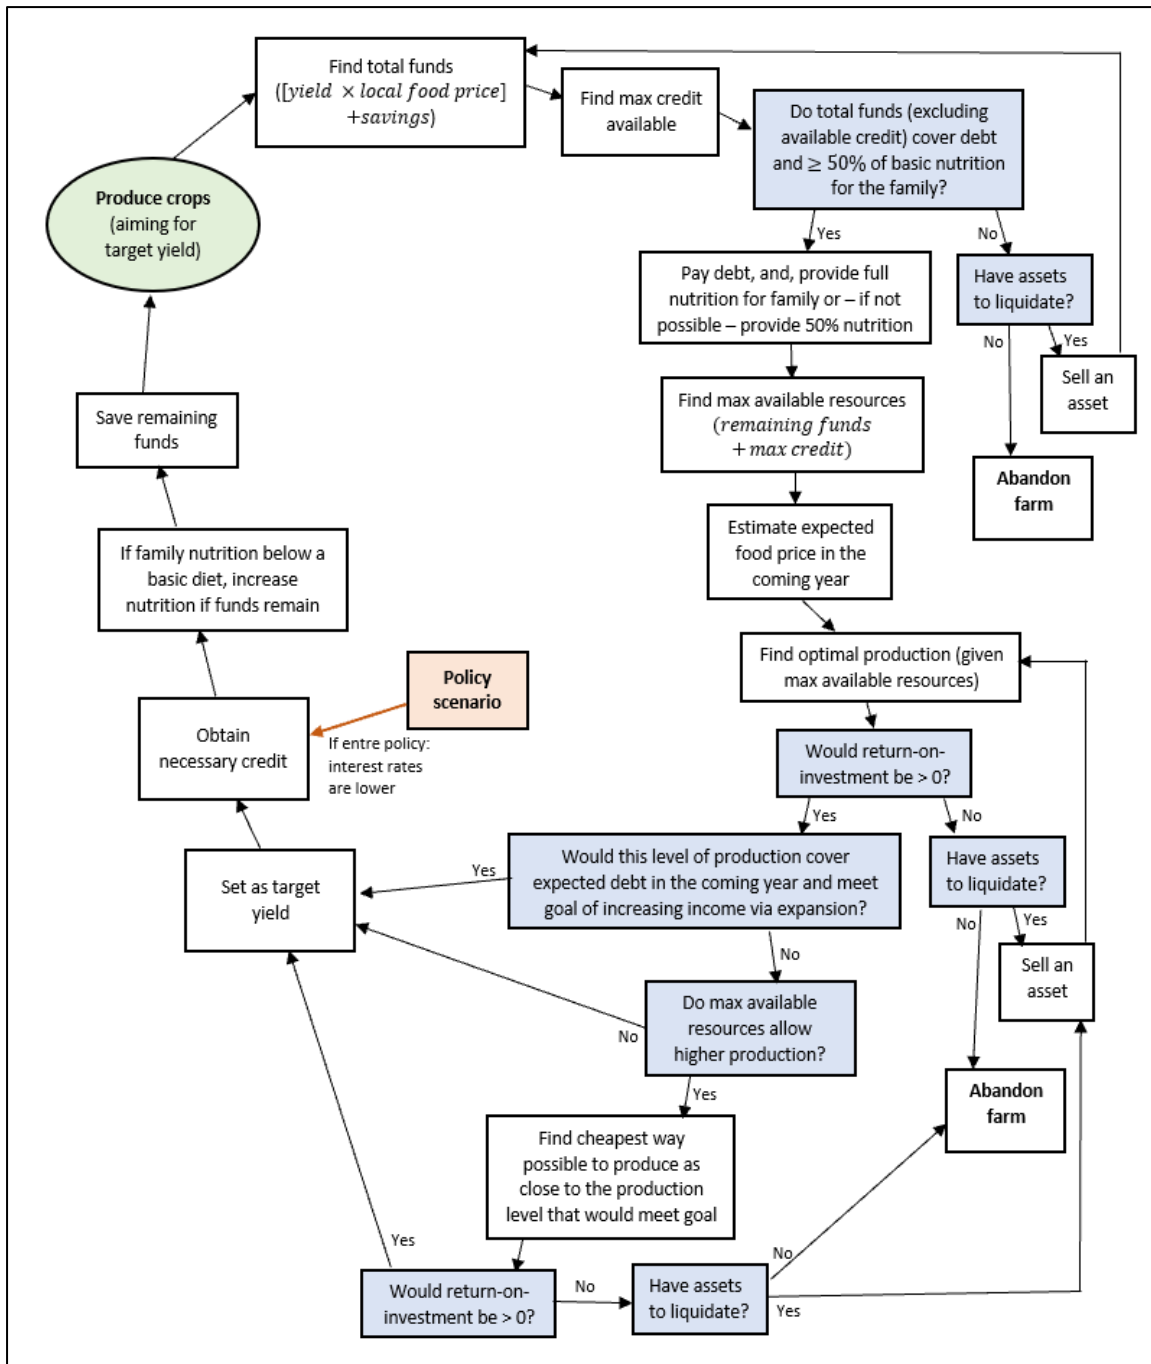 Find total funds
([yield × local food price]
+savings)
Find max credit
available
Do total funds (excluding
available credit) cover debt
and ≥ 50% of basic nutrition
for the family?
Yes
No
Produce crops
(aiming for
target yield)
Pay debt, and, provide full
nutrition for family or – if not
possible – provide 50% nutrition
Have assets
to liquidate?
No
Yes
Sell an
asset
Abandon
farm
Find max available resources
(remaining funds
+ max credit)
Estimate expected
food price in the
coming year
Find optimal production (given
max available resources)
Would return-on-
investment be > 0?
Yes
No
Have assets
to liquidate?
No
Yes
Sell an
asset
Abandon
farm
Would this level of production cover
expected debt in the coming year and meet
goal of increasing income via expansion?
Yes
No
Do max available
resources allow
higher production?
No
Yes
Find cheapest way
possible to produce as
close to the production
level that would meet goal
Would return-on-
investment be > 0?
Yes
No
Have assets
to liquidate?
No
Yes
Set as target
yield
Obtain
necessary credit
Policy
scenario
If entre policy:
interest rates
are lower
If family nutrition below a
basic diet, increase
nutrition if funds remain
Save remaining
funds